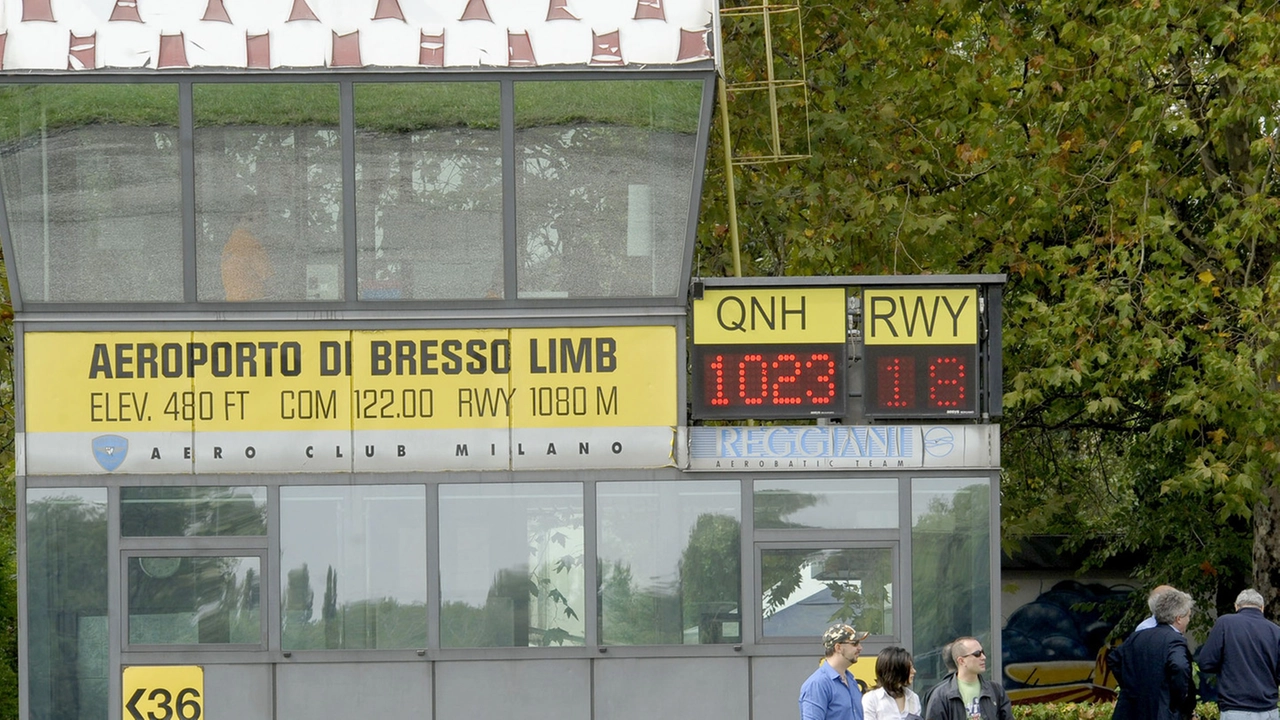 AEROPORTO DI BRESSO LIMB
ELEV. 480 FT COM 122.00 RWY 1080 M
AERO CLUB MILANO
QNH
1023
RWY
18
REGGIANI
AEROBATIC TEAM
<36